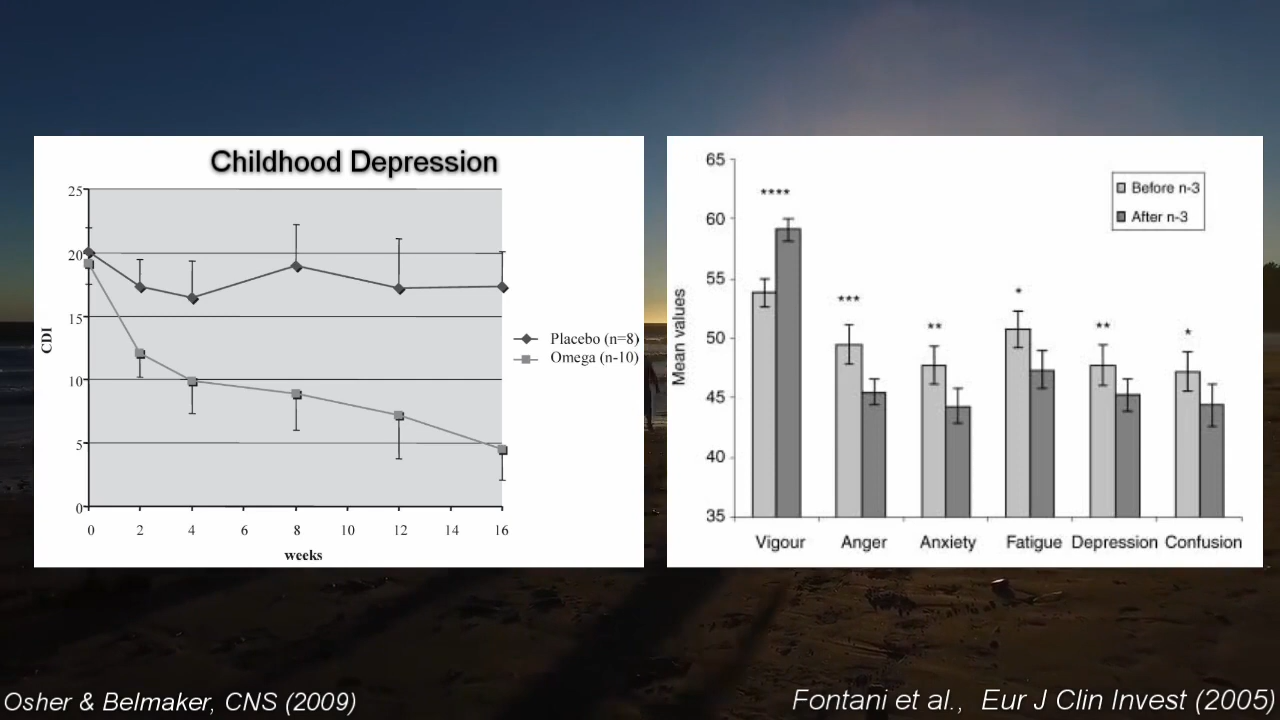 Childhood Depression
25
20
15
10
5
0
CDI
0 2 4 6 8 10 12 14 16
weeks
Placebo (n=8)
Omega (n-10)
65
60
55
50
45
40
35
Mean values
Before n-3
After n-3
****
***
**
*
**
*
Vigour Anger Anxiety Fatigue Depression Confusion
Osher & Belmaker, CNS (2009)
Fontani et al., Eur J Clin Invest (2005)